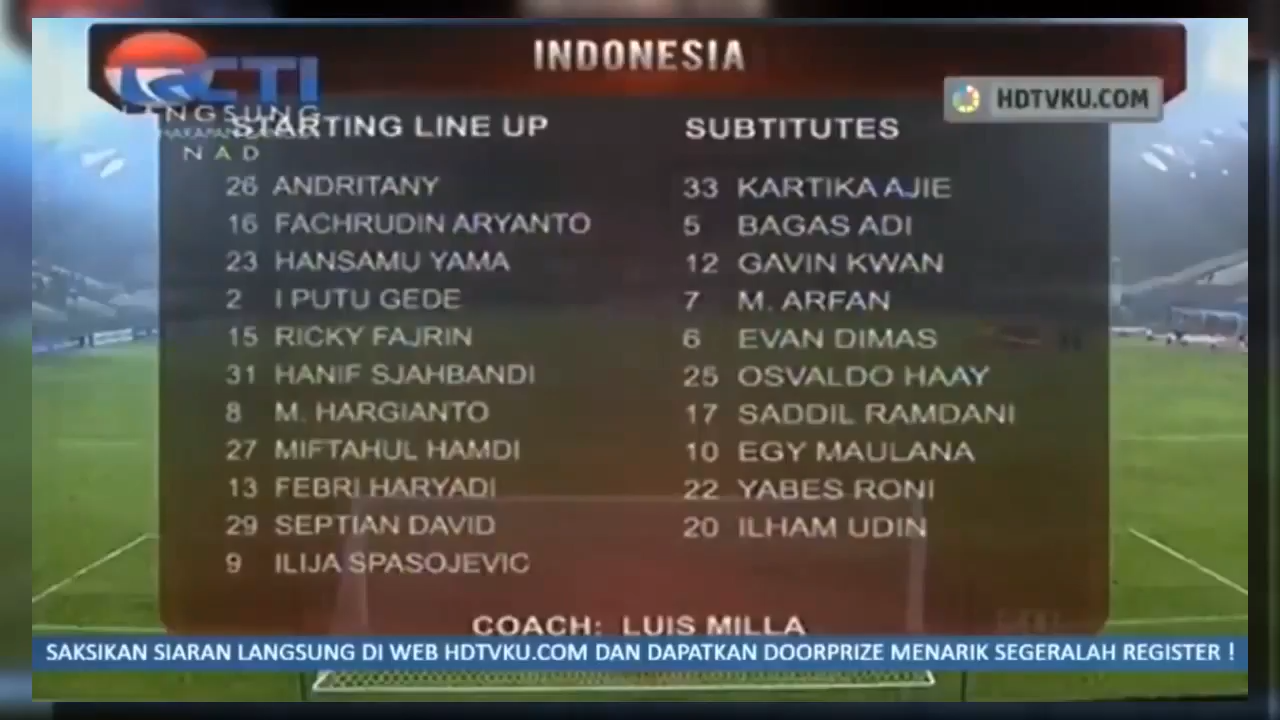 INDONESIA
RCTI
HDTVKU.COM
LANGSUNG
NAD
STARTING LINE UP
26 ANDRITANY
16 FACHRUDIN ARYANTO
23 HANSAMU YAMA
2 I PUTU GEDE
15 RICKY FAJRIN
31 HANIF SJAHBANDI
8 M. HARGIANTO
27 MIFTAHUL HAMDI
13 FEBRI HARYADI
29 SEPTIAN DAVID
9 ILIJA SPASOJEVIC
SUBTITUTES
33 KARTIKA AJIE
5 BAGAS ADI
12 GAVIN KWAN
7 M. ARFAN
6 EVAN DIMAS
25 OSVALDO HAAY
17 SADDIL RAMDANI
10 EGY MAULANA
22 YABES RONI
20 ILHAM UDIN
COACH: LUIS MILLA
SAKSIKAN SIARAN LANGSUNG DI WEB HDTVKU.COM DAN DAPATKAN DOORPRIZE MENARIK SEGERALAH REGISTER !